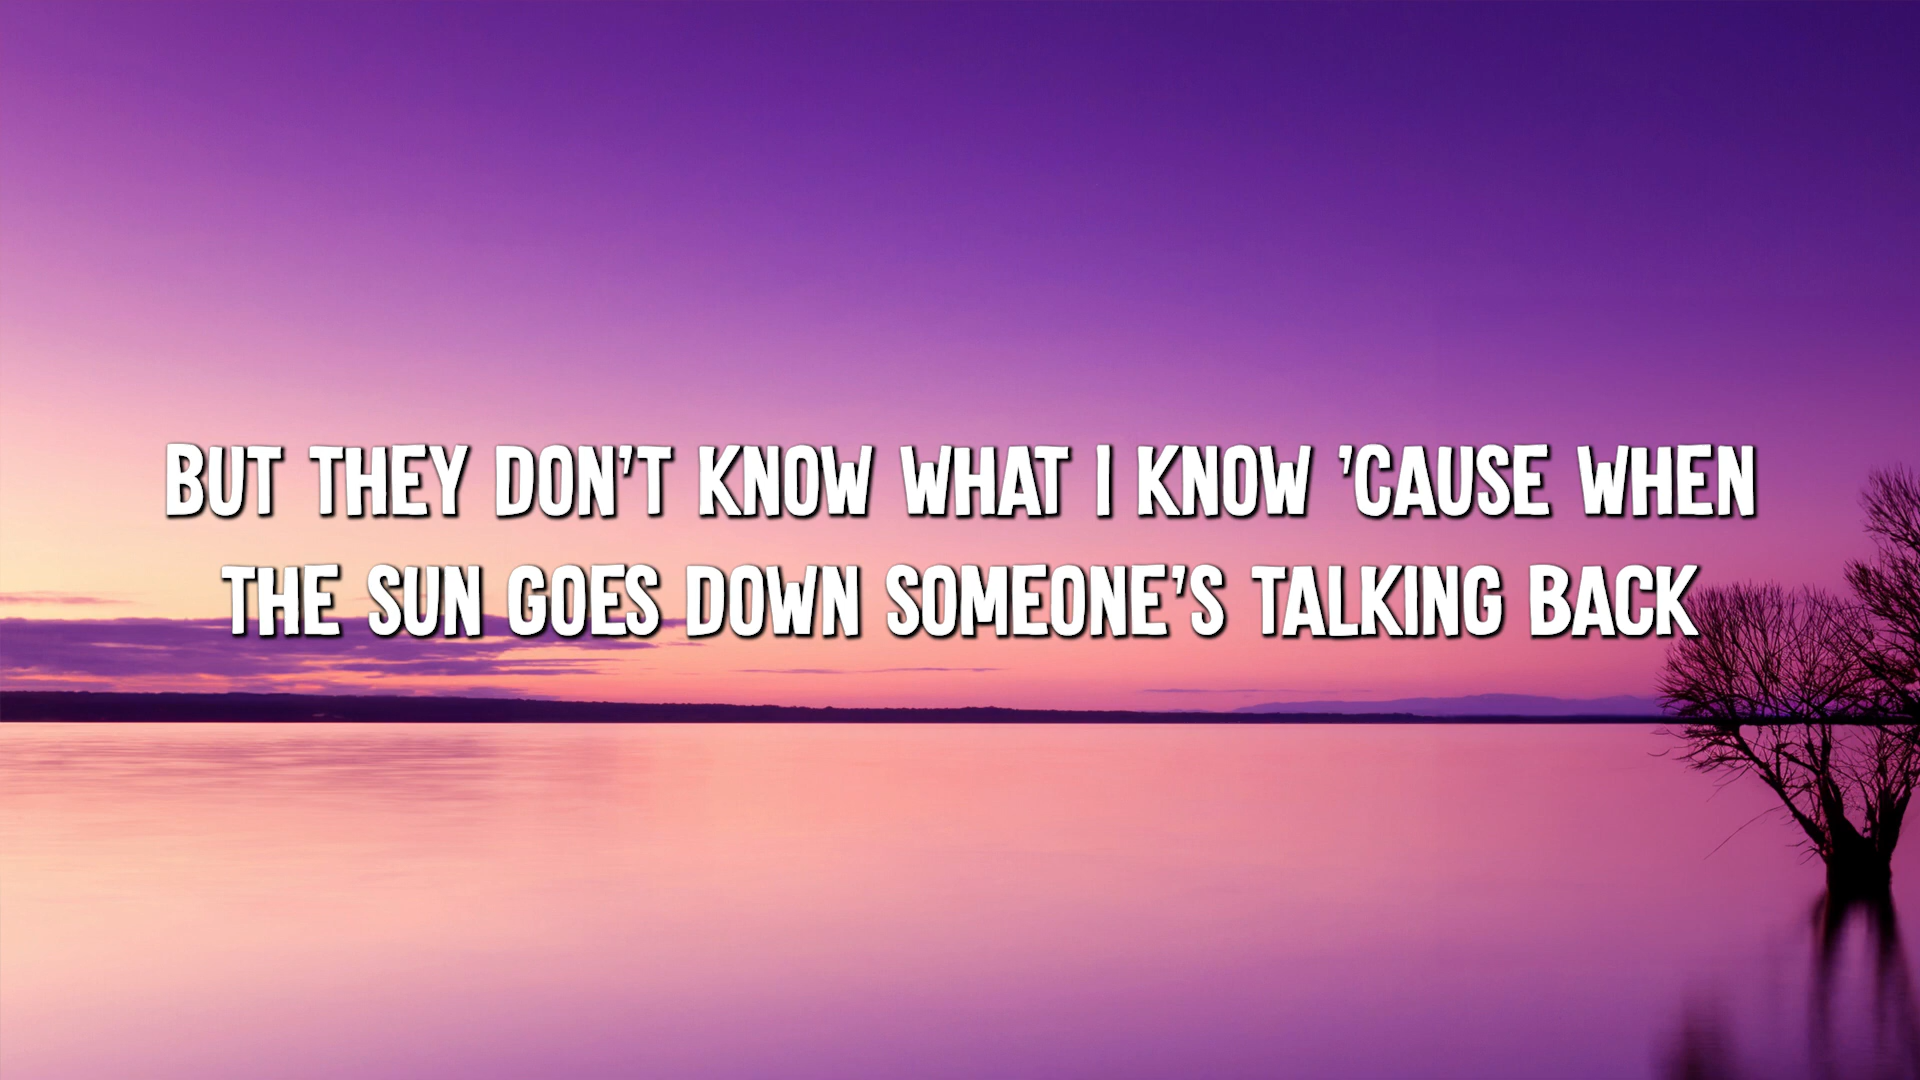 BUT THEY DON'T KNOW WHAT I KNOW 'CAUSE WHEN
THE SUN GOES DOWN SOMEONE'S TALKING BACK